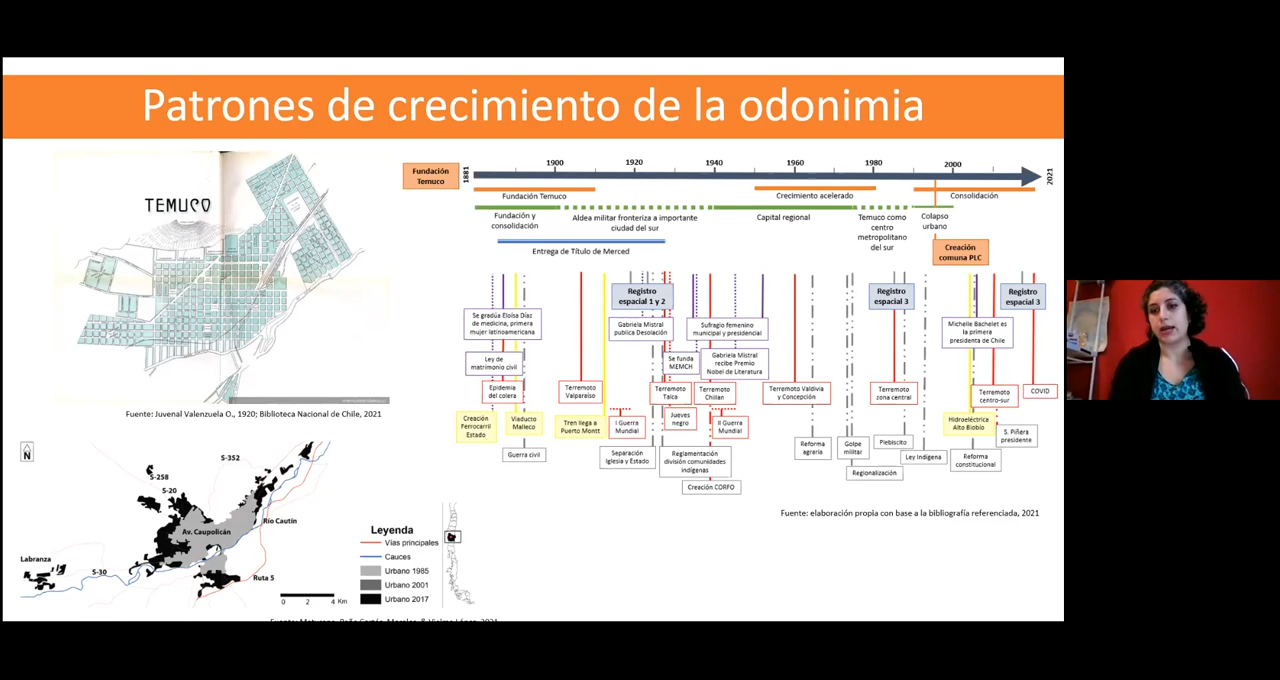 Patrones de crecimiento de la odonimia
TEMUCO
Fuente: Juvenal Valenzuela O., 1920; Biblioteca Nacional de Chile, 2021
N
S-352
S-258
S-20
Río Cautín
Av. Caupolicán
Labranza
S-30
Ruta 5
0 2 4 Km
Leyenda
Vías principales
Cauces
Urbano 1985
Urbano 2001
Urbano 2017
Fundación
Temuco
1881
1900
1920
1940
1960
1980
2000
2021
Fundación Temuco
Crecimiento acelerado
Consolidación
Fundación y
consolidación
Aldea militar fronteriza a importante
ciudad del sur
Capital regional
Temuco como
centro
metropolitano
del sur
Colapso
urbano
Entrega de Título de Merced
Creación
comuna PLC
Registro
espacial 1 y 2
Registro
espacial 3
Registro
espacial 3
Se gradúa Eloísa Díaz
de medicina, primera
mujer latinoamericana
Gabriela Mistral
publica Desolación
Sufragio femenino
municipal y presidencial
Michelle Bachelet es
la primera
presidenta de Chile
Ley de
matrimonio civil
Se funda
MEMCH
Gabriela Mistral
recibe Premio
Nobel de Literatura
Epidemia
del colera
Terremoto
Valparaíso
Terremoto
Talca
Terremoto
Chillan
Terremoto Valdivia
y Concepción
Terremoto
zona central
Terremoto
centro-sur
COVID
Creación
Ferrocarril
Estado
Viaducto
Malleco
Tren llega a
Puerto Montt
I Guerra
Mundial
Jueves
negro
II Guerra
Mundial
Hidroeléctrica
Alto Biobío
S. Piñera
presidente
Guerra civil
Separación
Iglesia y Estado
Reglamentación
división comunidades
indígenas
Creación CORFO
Reforma
agraria
Golpe
militar
Regionalización
Plebiscito
Ley Indígena
Reforma
constitucional
Fuente: elaboración propia con base a la bibliografía referenciada, 2021